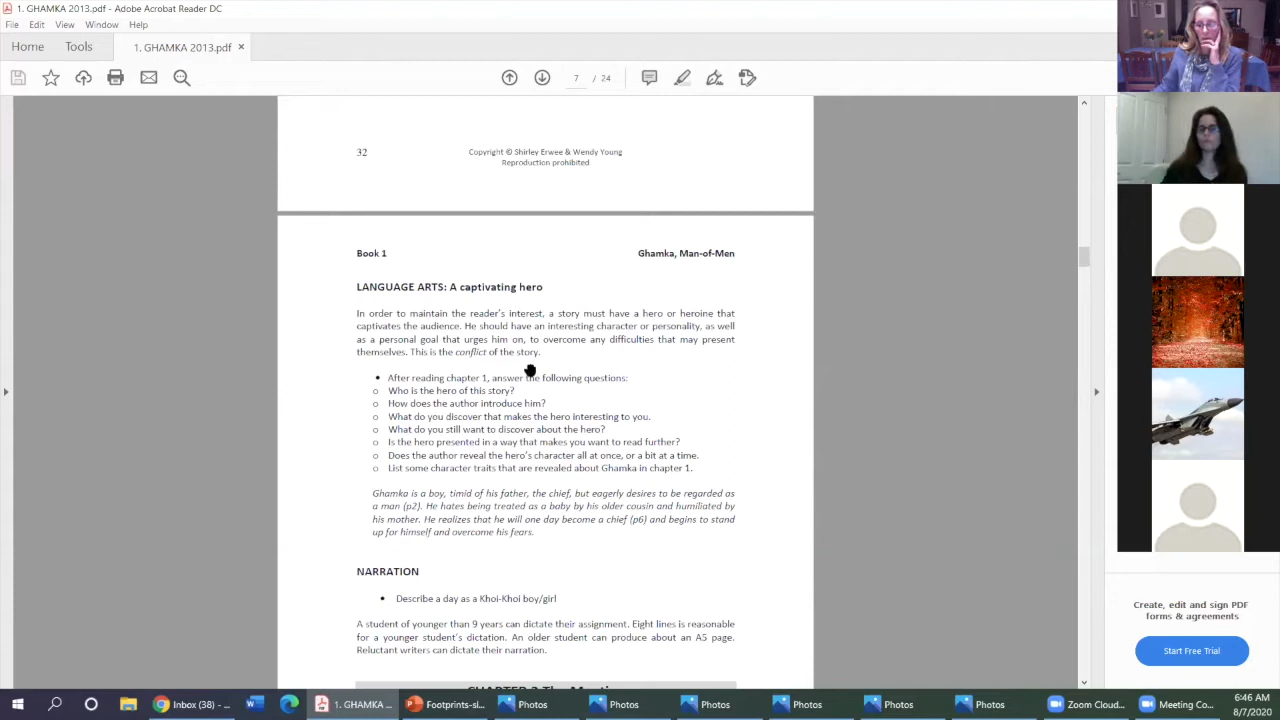 1. GHAMKA 2013.pdf - Adobe Acrobat Reader DC
File Edit View Window Help
Home Tools 1. GHAMKA 2013.pdf ×
7 / 24
32
Copyright © Shirley Erwee & Wendy Young
Reproduction prohibited
Book 1 Ghamka, Man-of-Men
LANGUAGE ARTS: A captivating hero
In order to maintain the reader's interest, a story must have a hero or heroine that
captivates the audience. He should have an interesting character or personality, as well
as a personal goal that urges him on, to overcome any difficulties that may present
themselves. This is the conflict of the story.
• After reading chapter 1, answer the following questions:
o Who is the hero of this story?
o How does the author introduce him?
o What do you discover that makes the hero interesting to you.
o What do you still want to discover about the hero?
o Is the hero presented in a way that makes you want to read further?
o Does the author reveal the hero's character all at once, or a bit at a time.
o List some character traits that are revealed about Ghamka in chapter 1.
Ghamka is a boy, timid of his father, the chief, but eagerly desires to be regarded as
a man (p2). He hates being treated as a baby by his older cousin and humiliated by
his mother. He realizes that he will one day become a chief (p6) and begins to stand
up for himself and overcome his fears.
NARRATION
• Describe a day as a Khoi-Khoi boy/girl
A student of younger than 9 years can dictate their assignment. Eight lines is reasonable
for a younger student's dictation. An older student can produce about an A5 page.
Reluctant writers can dictate their narration.
CHAPTER 2 The
Create, edit and sign PDF
forms & agreements
Start Free Trial
Inbox (38) - ... 1. GHAMKA ... Footprints-sl... Photos Photos Photos Photos Photos Photos Zoom Cloud... Meeting Co...
6:46 AM
8/7/2020